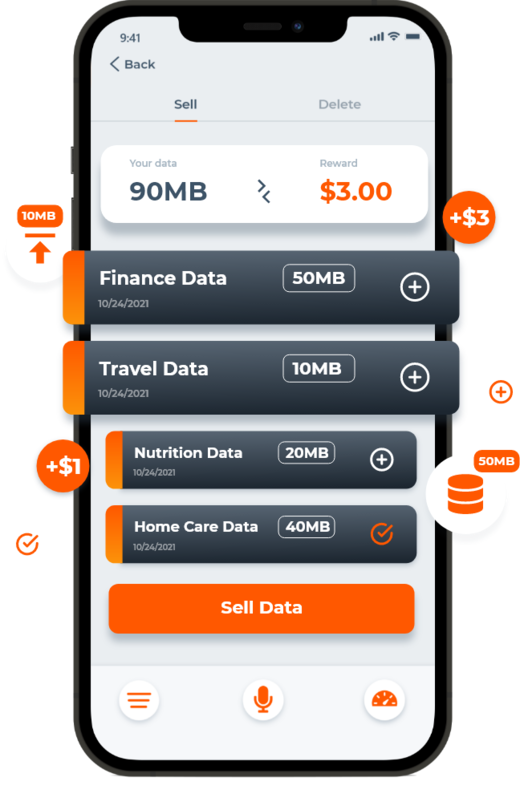 9:41
Back
Sell Delete
Your data Reward
90MB $3.00
10MB
+$3
Finance Data 50MB
10/24/2021
Travel Data 10MB
10/24/2021
Nutrition Data 20MB
10/24/2021
+$1
50MB
Home Care Data 40MB
10/24/2021
Sell Data